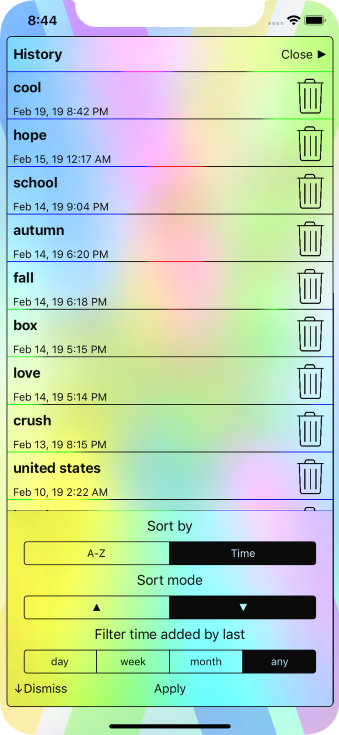 8:44
History
Close ▶
cool
Feb 19, 19 8:42 PM
hope
Feb 15, 19 12:17 AM
school
Feb 14, 19 9:04 PM
autumn
Feb 14, 19 6:20 PM
fall
Feb 14, 19 6:18 PM
box
Feb 14, 19 5:15 PM
love
Feb 14, 19 5:14 PM
crush
Feb 13, 19 8:15 PM
united states
Feb 10, 19 2:22 AM
Sort by
A-Z Time
Sort mode
▲ ▼
Filter time added by last
day week month any
↓Dismiss Apply